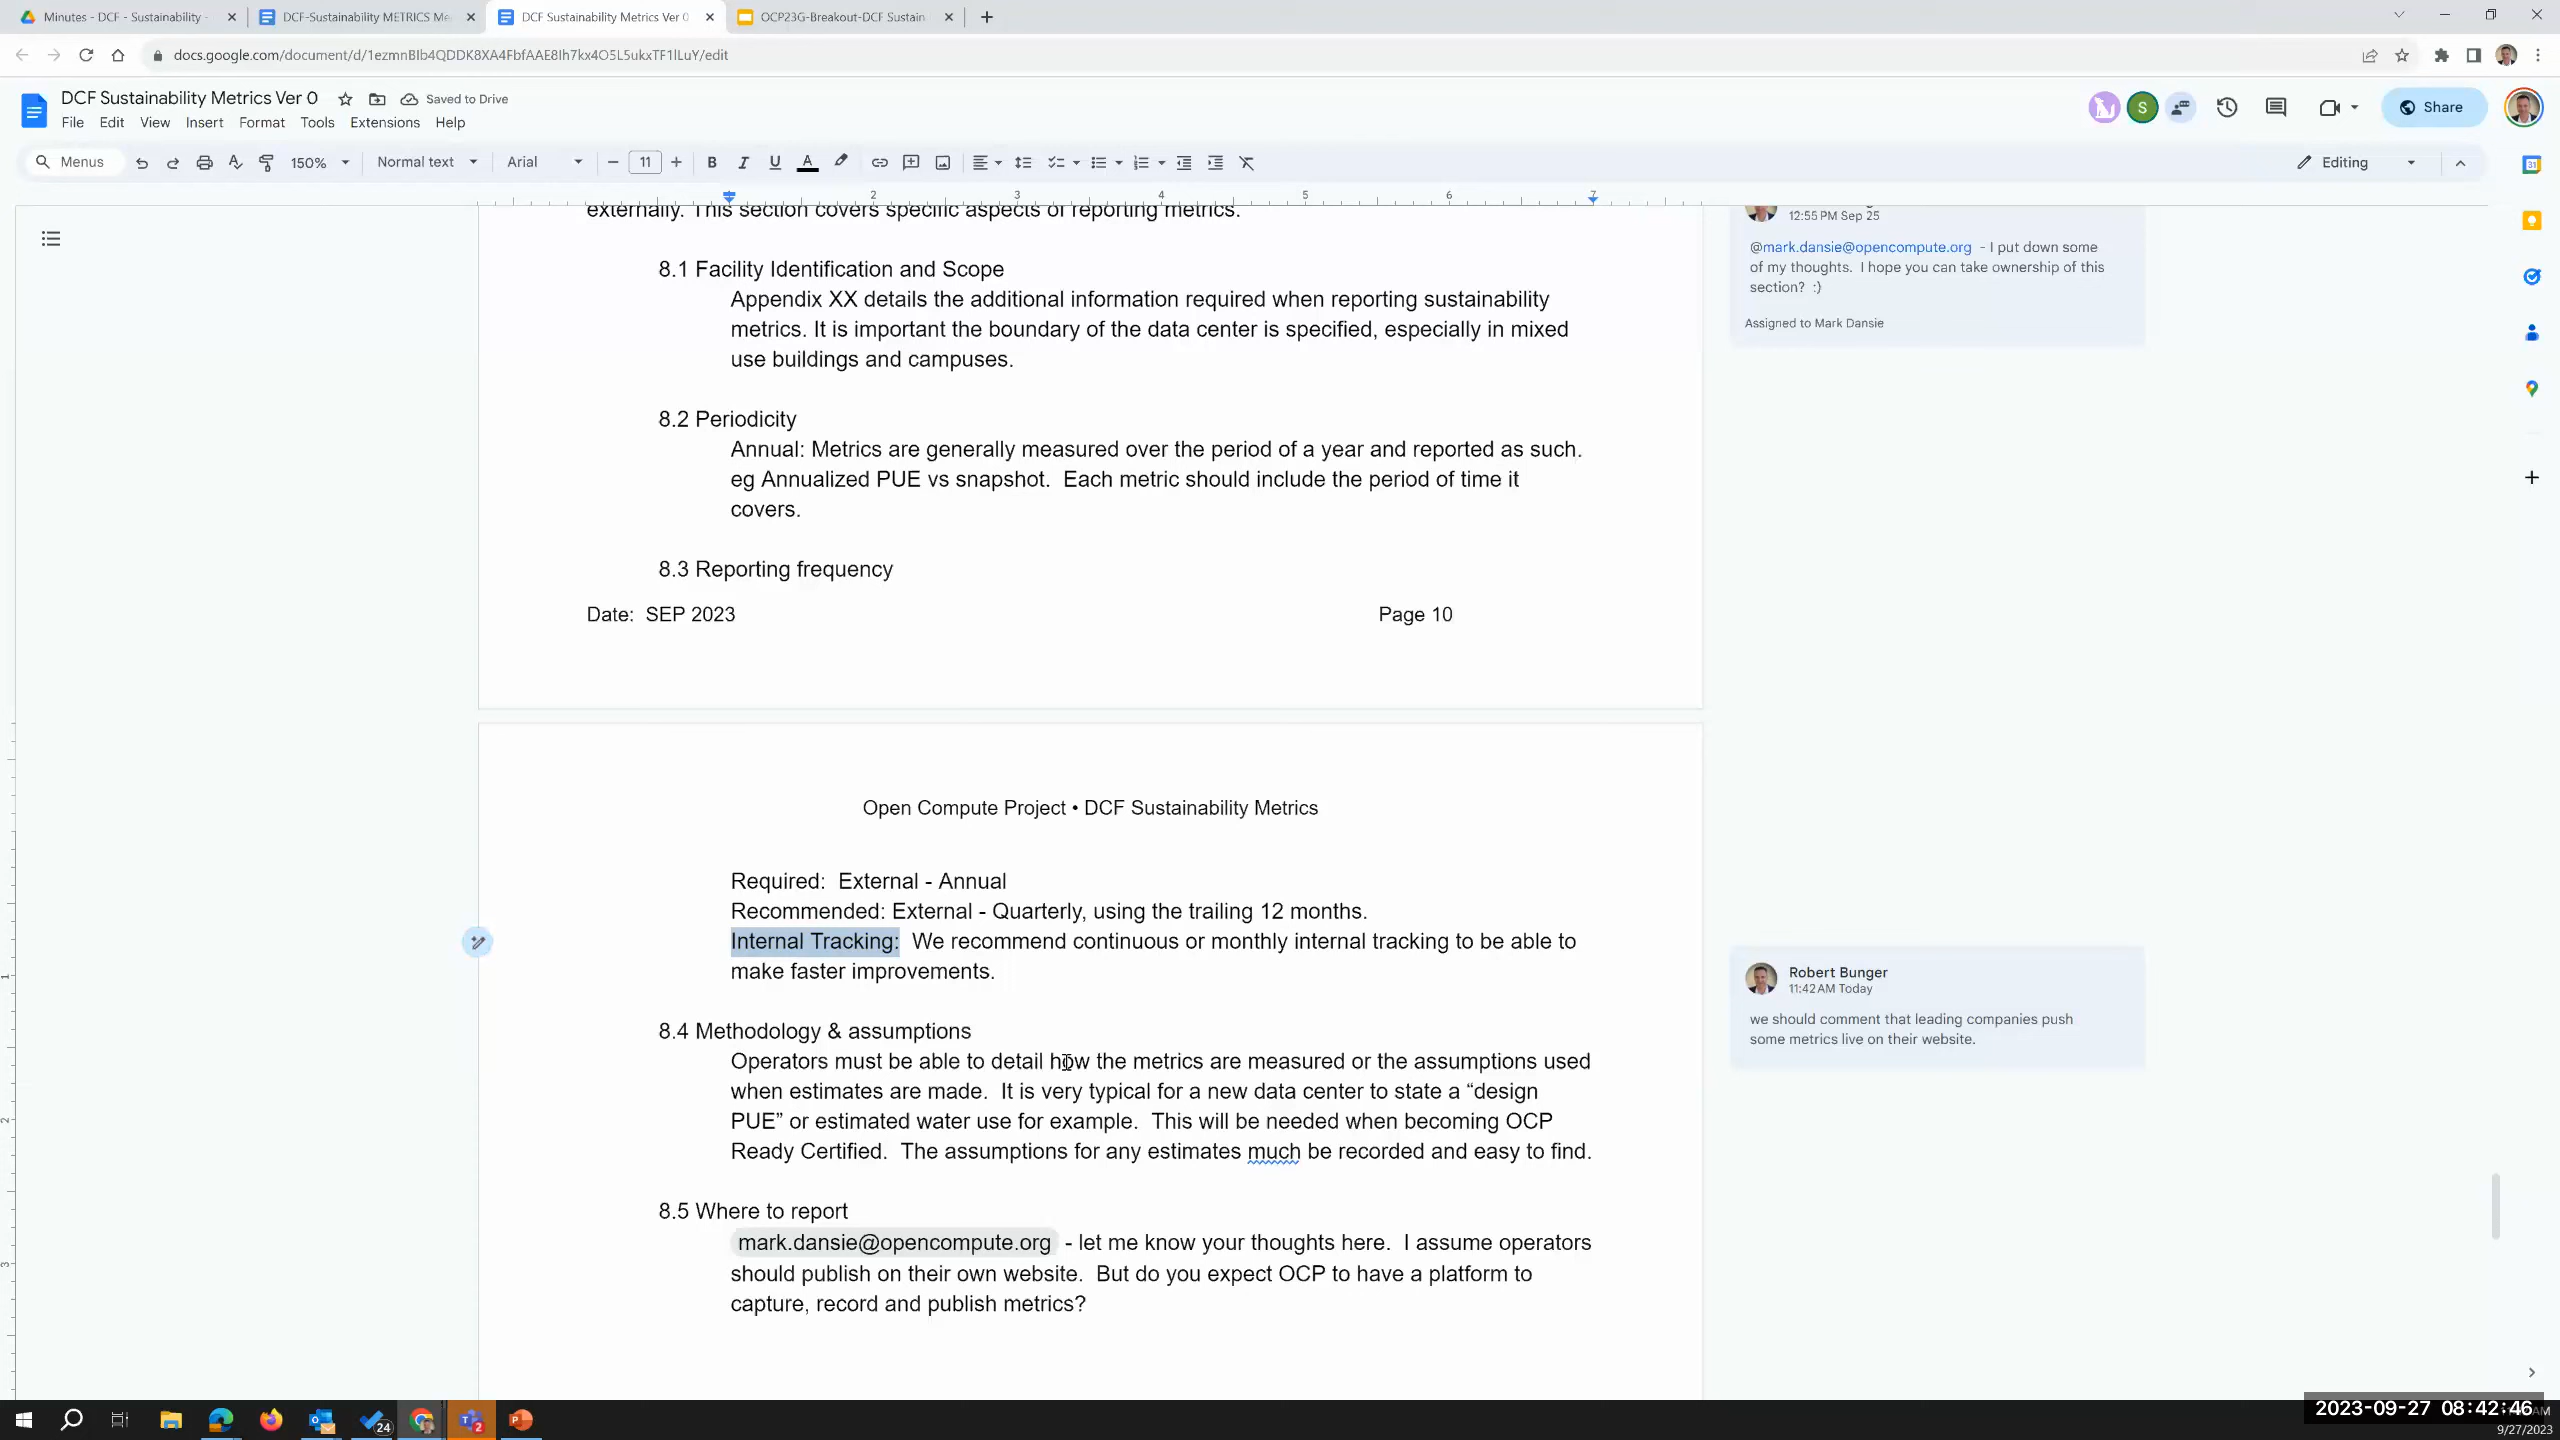 Minutes - DCF - Sustainability -
DCF-Sustainability METRICS Me
DCF Sustainability Metrics Ver 0
OCP23G-Breakout-DCF Sustain
docs.google.com/document/d/1ezmnBIb4QDDK8XA4FbfAAE8Ih7kx4O5L5ukxTF1lLuY/edit
DCF Sustainability Metrics Ver 0
Saved to Drive
File Edit View Insert Format Tools Extensions Help
S
Share
Menus
150%
Normal text
Arial
11
Editing
2 3 4 5 6 7
externally. This section covers specific aspects of reporting metrics.
8.1 Facility Identification and Scope
Appendix XX details the additional information required when reporting sustainability
metrics. It is important the boundary of the data center is specified, especially in mixed
use buildings and campuses.
8.2 Periodicity
Annual: Metrics are generally measured over the period of a year and reported as such.
eg Annualized PUE vs snapshot. Each metric should include the period of time it
covers.
8.3 Reporting frequency
Date: SEP 2023 Page 10
Open Compute Project • DCF Sustainability Metrics
Required: External - Annual
Recommended: External - Quarterly, using the trailing 12 months.
Internal Tracking: We recommend continuous or monthly internal tracking to be able to
make faster improvements.
8.4 Methodology & assumptions
Operators must be able to detail how the metrics are measured or the assumptions used
when estimates are made. It is very typical for a new data center to state a “design
PUE” or estimated water use for example. This will be needed when becoming OCP
Ready Certified. The assumptions for any estimates much be recorded and easy to find.
8.5 Where to report
mark.dansie@opencompute.org - let me know your thoughts here. I assume operators
should publish on their own website. But do you expect OCP to have a platform to
capture, record and publish metrics?
12:55 PM Sep 25
@mark.dansie@opencompute.org - I put down some
of my thoughts. I hope you can take ownership of this
section? :)
Assigned to Mark Dansie
Robert Bunger
11:42 AM Today
we should comment that leading companies push
some metrics live on their website.
1
2
3
31
24
2
2023-09-27 08:42:46
9/27/2023